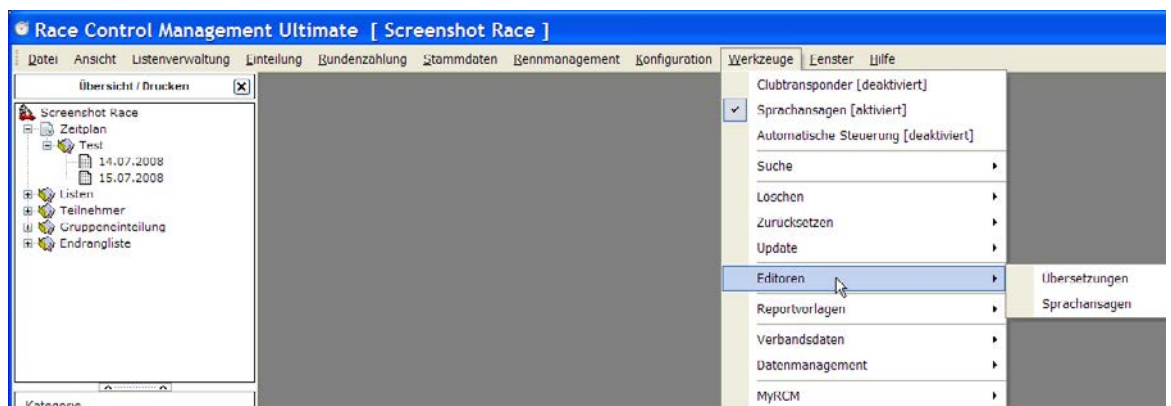 Race Control Management Ultimate [ Screenshot Race ]
Datei Ansicht Listenverwaltung Einteilung Rundenzahlung Stammdaten Rennmanagement Konfiguration Werkzeuge Fenster Hilfe
Übersicht / Drucken
Screenshot Race
Zeitplan
Test
14.07.2008
15.07.2008
Listen
Teilnehmer
Gruppeneinteilung
Endrangliste
Kategorie
Clubtransponder [deaktiviert]
Sprachansagen [aktiviert]
Automatische Steuerung [deaktiviert]
Suche
Löschen
Zurücksetzen
Update
Editoren
Reportvorlagen
Verbandsdaten
Datenmanagement
MyRCM
Übersetzungen
Sprachansagen